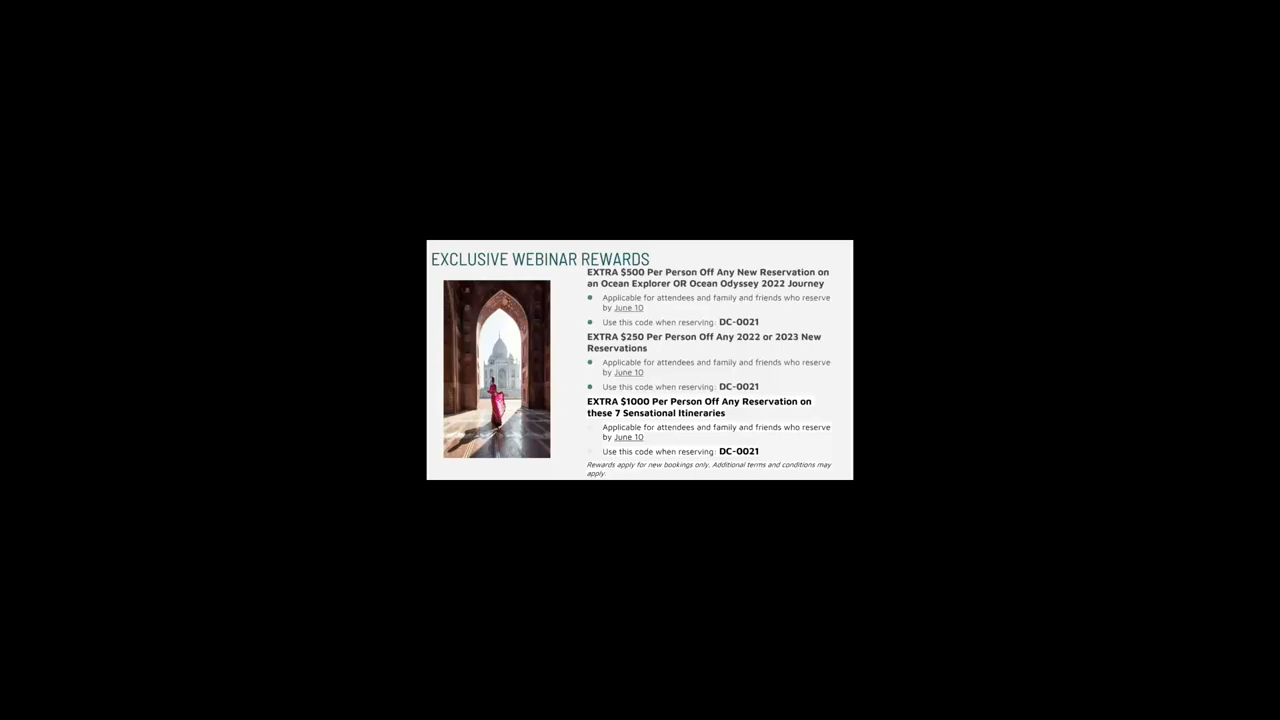 EXCLUSIVE WEBINAR REWARDS
EXTRA $500 Per Person Off Any New Reservation on
an Ocean Explorer OR Ocean Odyssey 2022 Journey
Applicable for attendees and family and friends who reserve
by June 10
Use this code when reserving: DC-0021
EXTRA $250 Per Person Off Any 2022 or 2023 New
Reservations
Applicable for attendees and family and friends who reserve
by June 10
Use this code when reserving: DC-0021
EXTRA $1000 Per Person Off Any Reservation on
these 7 Sensational Itineraries
Applicable for attendees and family and friends who reserve
by June 10
Use this code when reserving: DC-0021
Rewards apply for new bookings only, Additional terms and conditions may
apply.